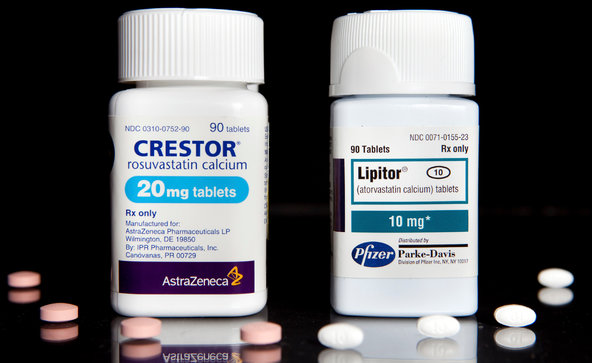 NDC 0310-0752-90 90 tablets
CRESTOR®
rosuvastatin calcium
20 mg tablets
Rx only
Manufactured for:
AstraZeneca Pharmaceuticals LP
Wilmington, DE 19850
By: IPR Pharmaceuticals, Inc.
Canovanas, PR 00729
AstraZeneca
NDC 0071-0155-23
90 Tablets Rx only
Lipitor® 10
(atorvastatin calcium) tablets
10 mg*
Pfizer
Distributed by
Parke-Davis
Division of Pfizer Inc, NY, NY 10017